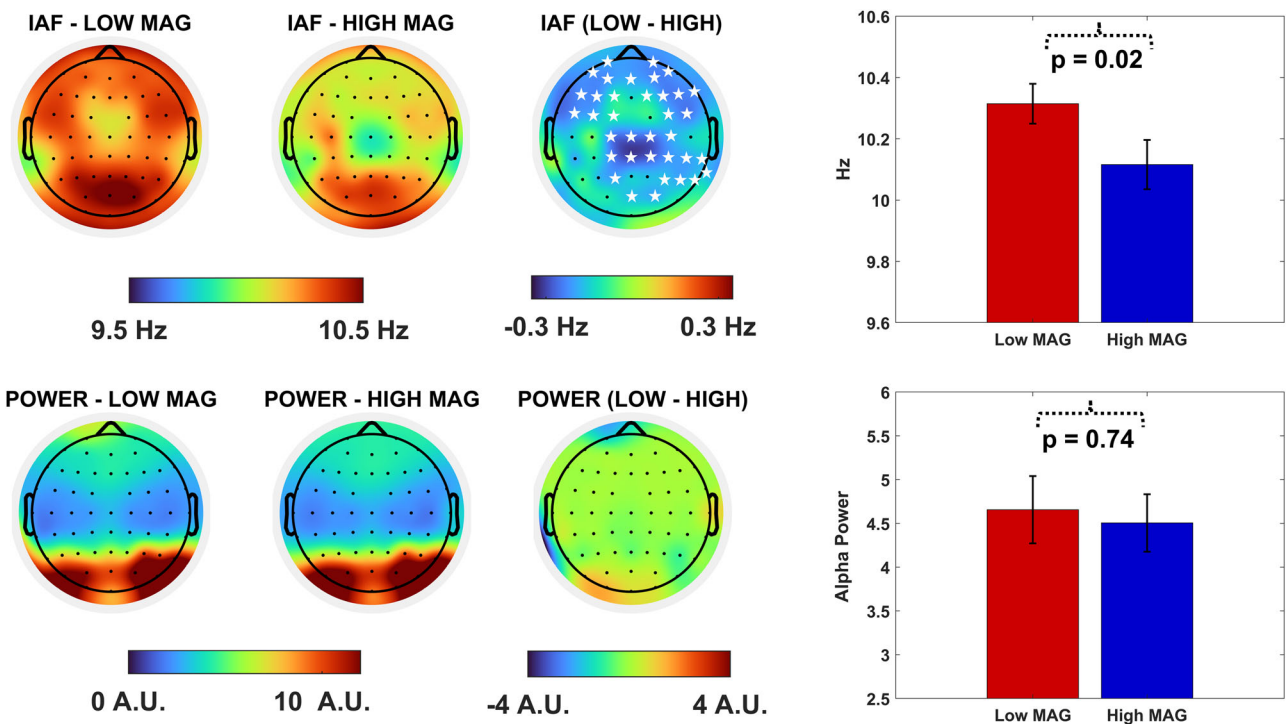 IAF - LOW MAG
IAF - HIGH MAG
IAF (LOW - HIGH)
9.5 Hz
10.5 Hz
-0.3 Hz
0.3 Hz
10.6
10.4
10.2
10
9.8
9.6
Hz
p = 0.02
Low MAG
High MAG
POWER - LOW MAG
POWER - HIGH MAG
POWER (LOW - HIGH)
0 A.U.
10 A.U.
-4 A.U.
4 A.U.
6
5.5
5
4.5
4
3.5
3
2.5
Alpha Power
p = 0.74
Low MAG
High MAG